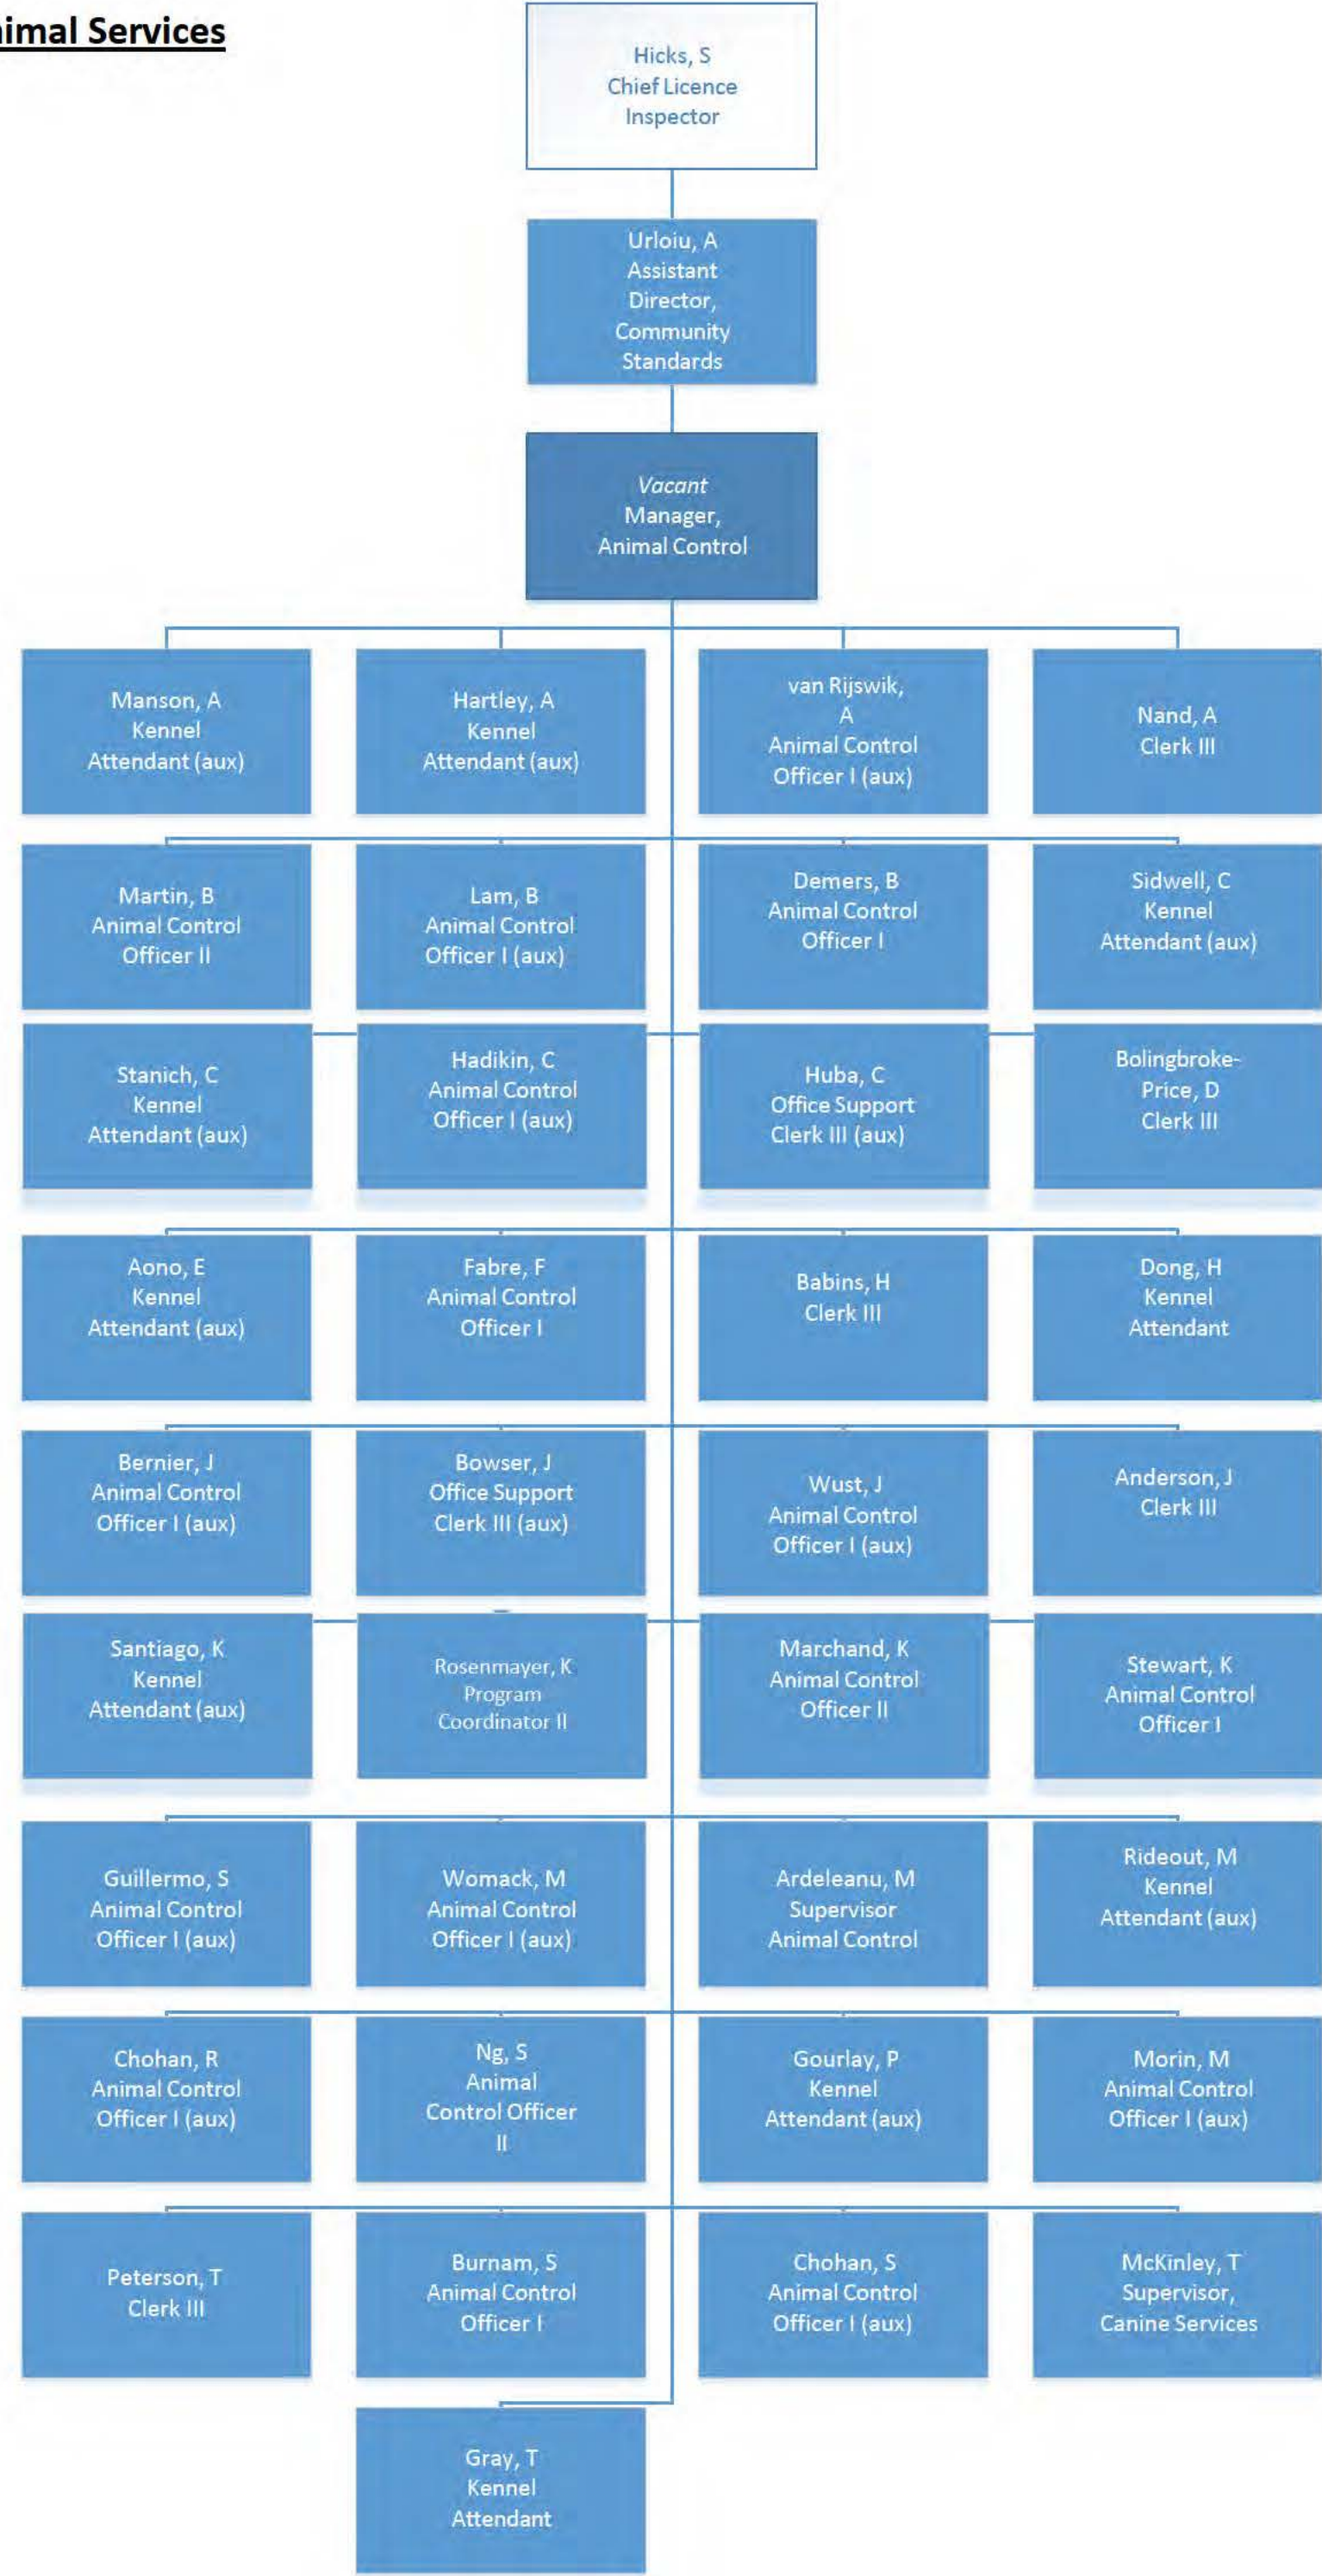 imal Services
Hicks, S
Chief Licence
Inspector
Urloiu, A
Assistant
Director,
Community
Standards
Vacant
Manager,
Animal Control
Manson, A
Kennel
Attendant (aux)
Hartley, A
Kennel
Attendant (aux)
van Rijswik,
A
Animal Control
Officer I (aux)
Nand, A
Clerk III
Martin, B
Animal Control
Officer II
Lam, B
Animal Control
Officer I (aux)
Demers, B
Animal Control
Officer I
Sidwell, C
Kennel
Attendant (aux)
Stanich, C
Kennel
Attendant (aux)
Hadikin, C
Animal Control
Officer I (aux)
Huba, C
Office Support
Clerk III (aux)
Bolingbroke-
Price, D
Clerk III
Aono, E
Kennel
Attendant (aux)
Fabre, F
Animal Control
Officer I
Babins, H
Clerk III
Dong, H
Kennel
Attendant
Bernier, J
Animal Control
Officer I (aux)
Bowser, J
Office Support
Clerk III (aux)
Wust, J
Animal Control
Officer I (aux)
Anderson, J
Clerk III
Santiago, K
Kennel
Attendant (aux)
Rosenmayer, K
Program
Coordinator II
Marchand, K
Animal Control
Officer II
Stewart, K
Animal Control
Officer I
Guillermo, S
Animal Control
Officer I (aux)
Womack, M
Animal Control
Officer I (aux)
Ardeleanu, M
Supervisor
Animal Control
Rideout, M
Kennel
Attendant (aux)
Chohan, R
Animal Control
Officer I (aux)
Ng, S
Animal
Control Officer
II
Gourlay, P
Kennel
Attendant (aux)
Morin, M
Animal Control
Officer I (aux)
Peterson, T
Clerk III
Burnam, S
Animal Control
Officer I
Chohan, S
Animal Control
Officer I (aux)
McKinley, T
Supervisor,
Canine Services
Gray, T
Kennel
Attendant